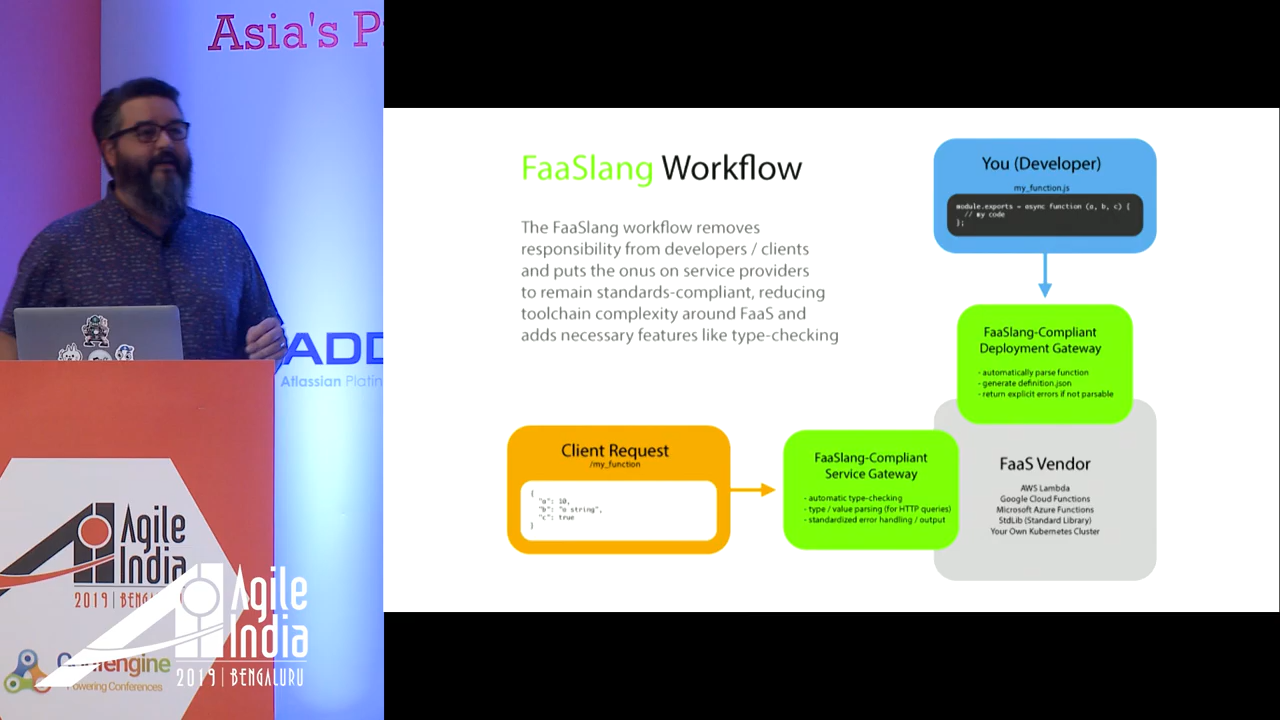 Asia's P
ADD
Atlassian Platin
Agile
India
2019 | BENG
Confengine
Powering Conferences
Agile
India
2019 | BENGALURU
FaaSlang Workflow
The FaaSlang workflow removes
responsibility from developers / clients
and puts the onus on service providers
to remain standards-compliant, reducing
toolchain complexity around FaaS and
adds necessary features like type-checking
You (Developer)
my_function.js
module.exports = async function (a, b, c) {
// my code
};
FaaSlang-Compliant
Deployment Gateway
- automatically parse function
- generate definition.json
- return explicit errors if not parsable
Client Request
/my_function
{
"a": 10,
"b": "a string",
"c": true
}
FaaSlang-Compliant
Service Gateway
- automatic type-checking
- type / value parsing (for HTTP queries)
- standardized error handling / output
FaaS Vendor
AWS Lambda
Google Cloud Functions
Microsoft Azure Functions
StdLib (Standard Library)
Your Own Kubernetes Cluster